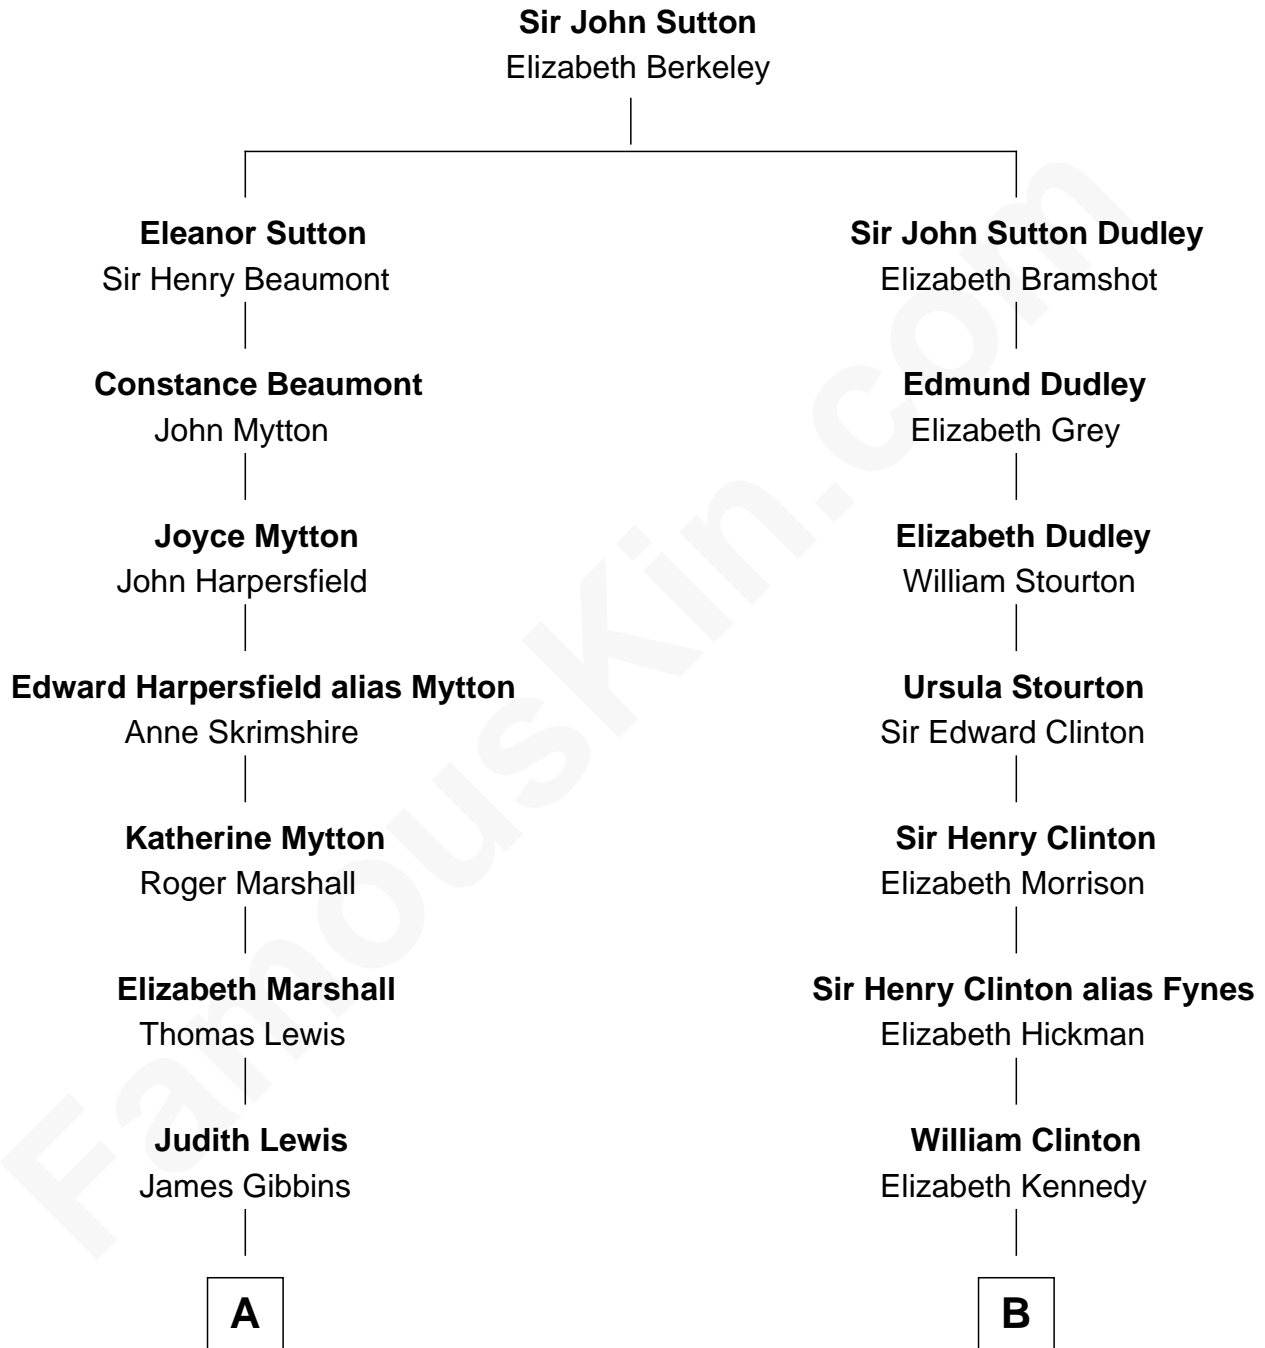 Sir John Sutton
Elizabeth Berkeley
Eleanor Sutton
Sir Henry Beaumont
Constance Beaumont
John Mytton
Joyce Mytton
John Harpersfield
Edward Harpersfield alias Mytton
Anne Skrimshire
Katherine Mytton
Roger Marshall
Elizabeth Marshall
Thomas Lewis
Judith Lewis
James Gibbins
A
Sir John Sutton Dudley
Elizabeth Bramshot
Edmund Dudley
Elizabeth Grey
Elizabeth Dudley
William Stourton
Ursula Stourton
Sir Edward Clinton
Sir Henry Clinton
Elizabeth Morrison
Sir Henry Clinton alias Fynes
Elizabeth Hickman
William Clinton
Elizabeth Kennedy
B
FamousKin.com